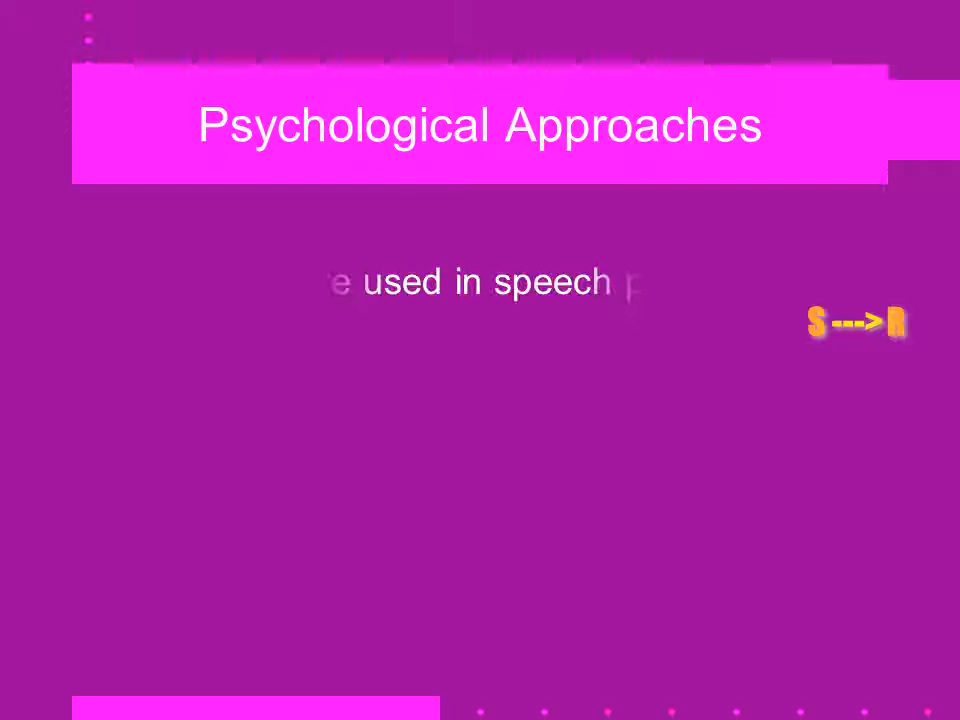 Psychological Approaches
used in speech
S ---> R